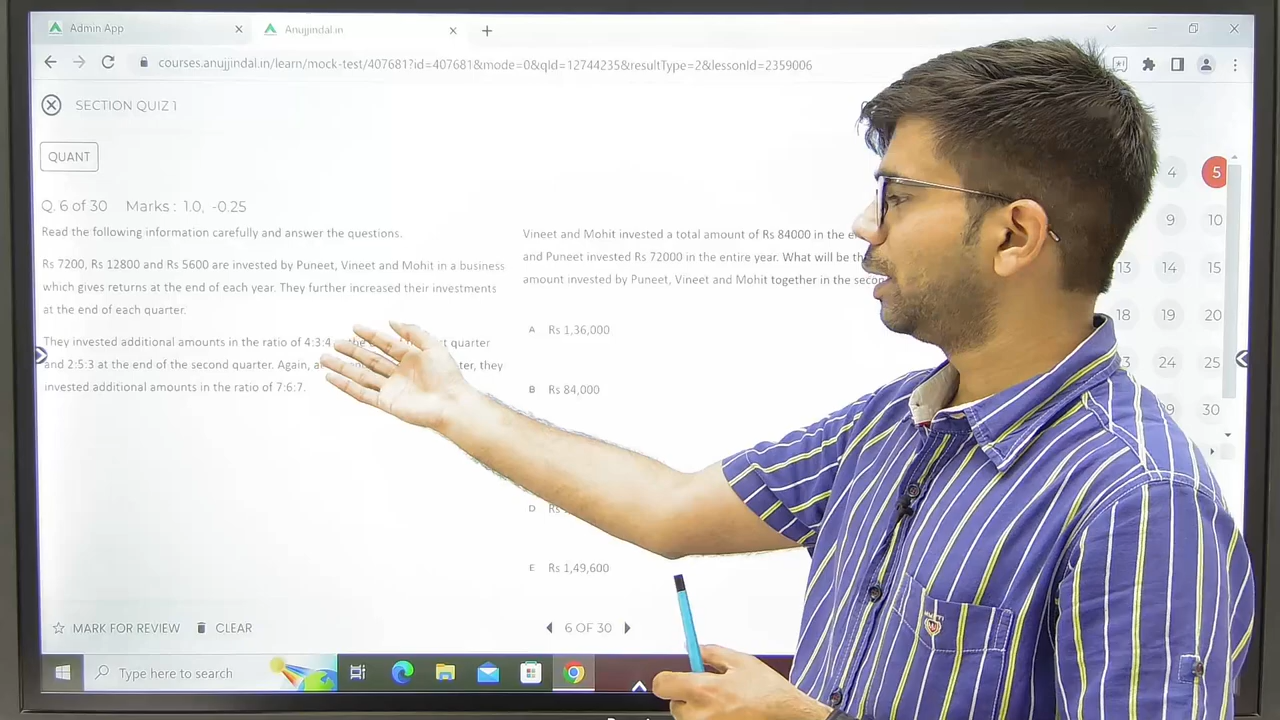 Admin App
Anujjindal.in
courses.anujjindal.in/learn/mock-test/407681?id=407681&mode=0&qId=12744235&resultType=2&lessonId=2359006
SECTION QUIZ 1
QUANT
Q. 6 of 30 Marks : 1.0, -0.25
Read the following information carefully and answer the questions.
Rs 7200, Rs 12800 and Rs 5600 are invested by Puneet, Vineet and Mohit in a business
which gives returns at the end of each year. They further increased their investments
at the end of each quarter.
They invested additional amounts in the ratio of 4:3:4 quarter
and 2:5:3 at the end of the second quarter. Again, they
invested additional amounts in the ratio of 7:6:7.
Vineet and Mohit invested a total amount of Rs 84000 in the
and Puneet invested Rs 72000 in the entire year. What will be
amount invested by Puneet, Vineet and Mohit together in the
A Rs 1,36,000
B Rs 84,000
D Rs
E Rs 1,49,600
4 5
9 10
13 14 15
18 19 20
24 25
30
MARK FOR REVIEW CLEAR
6 OF 30
Type here to search